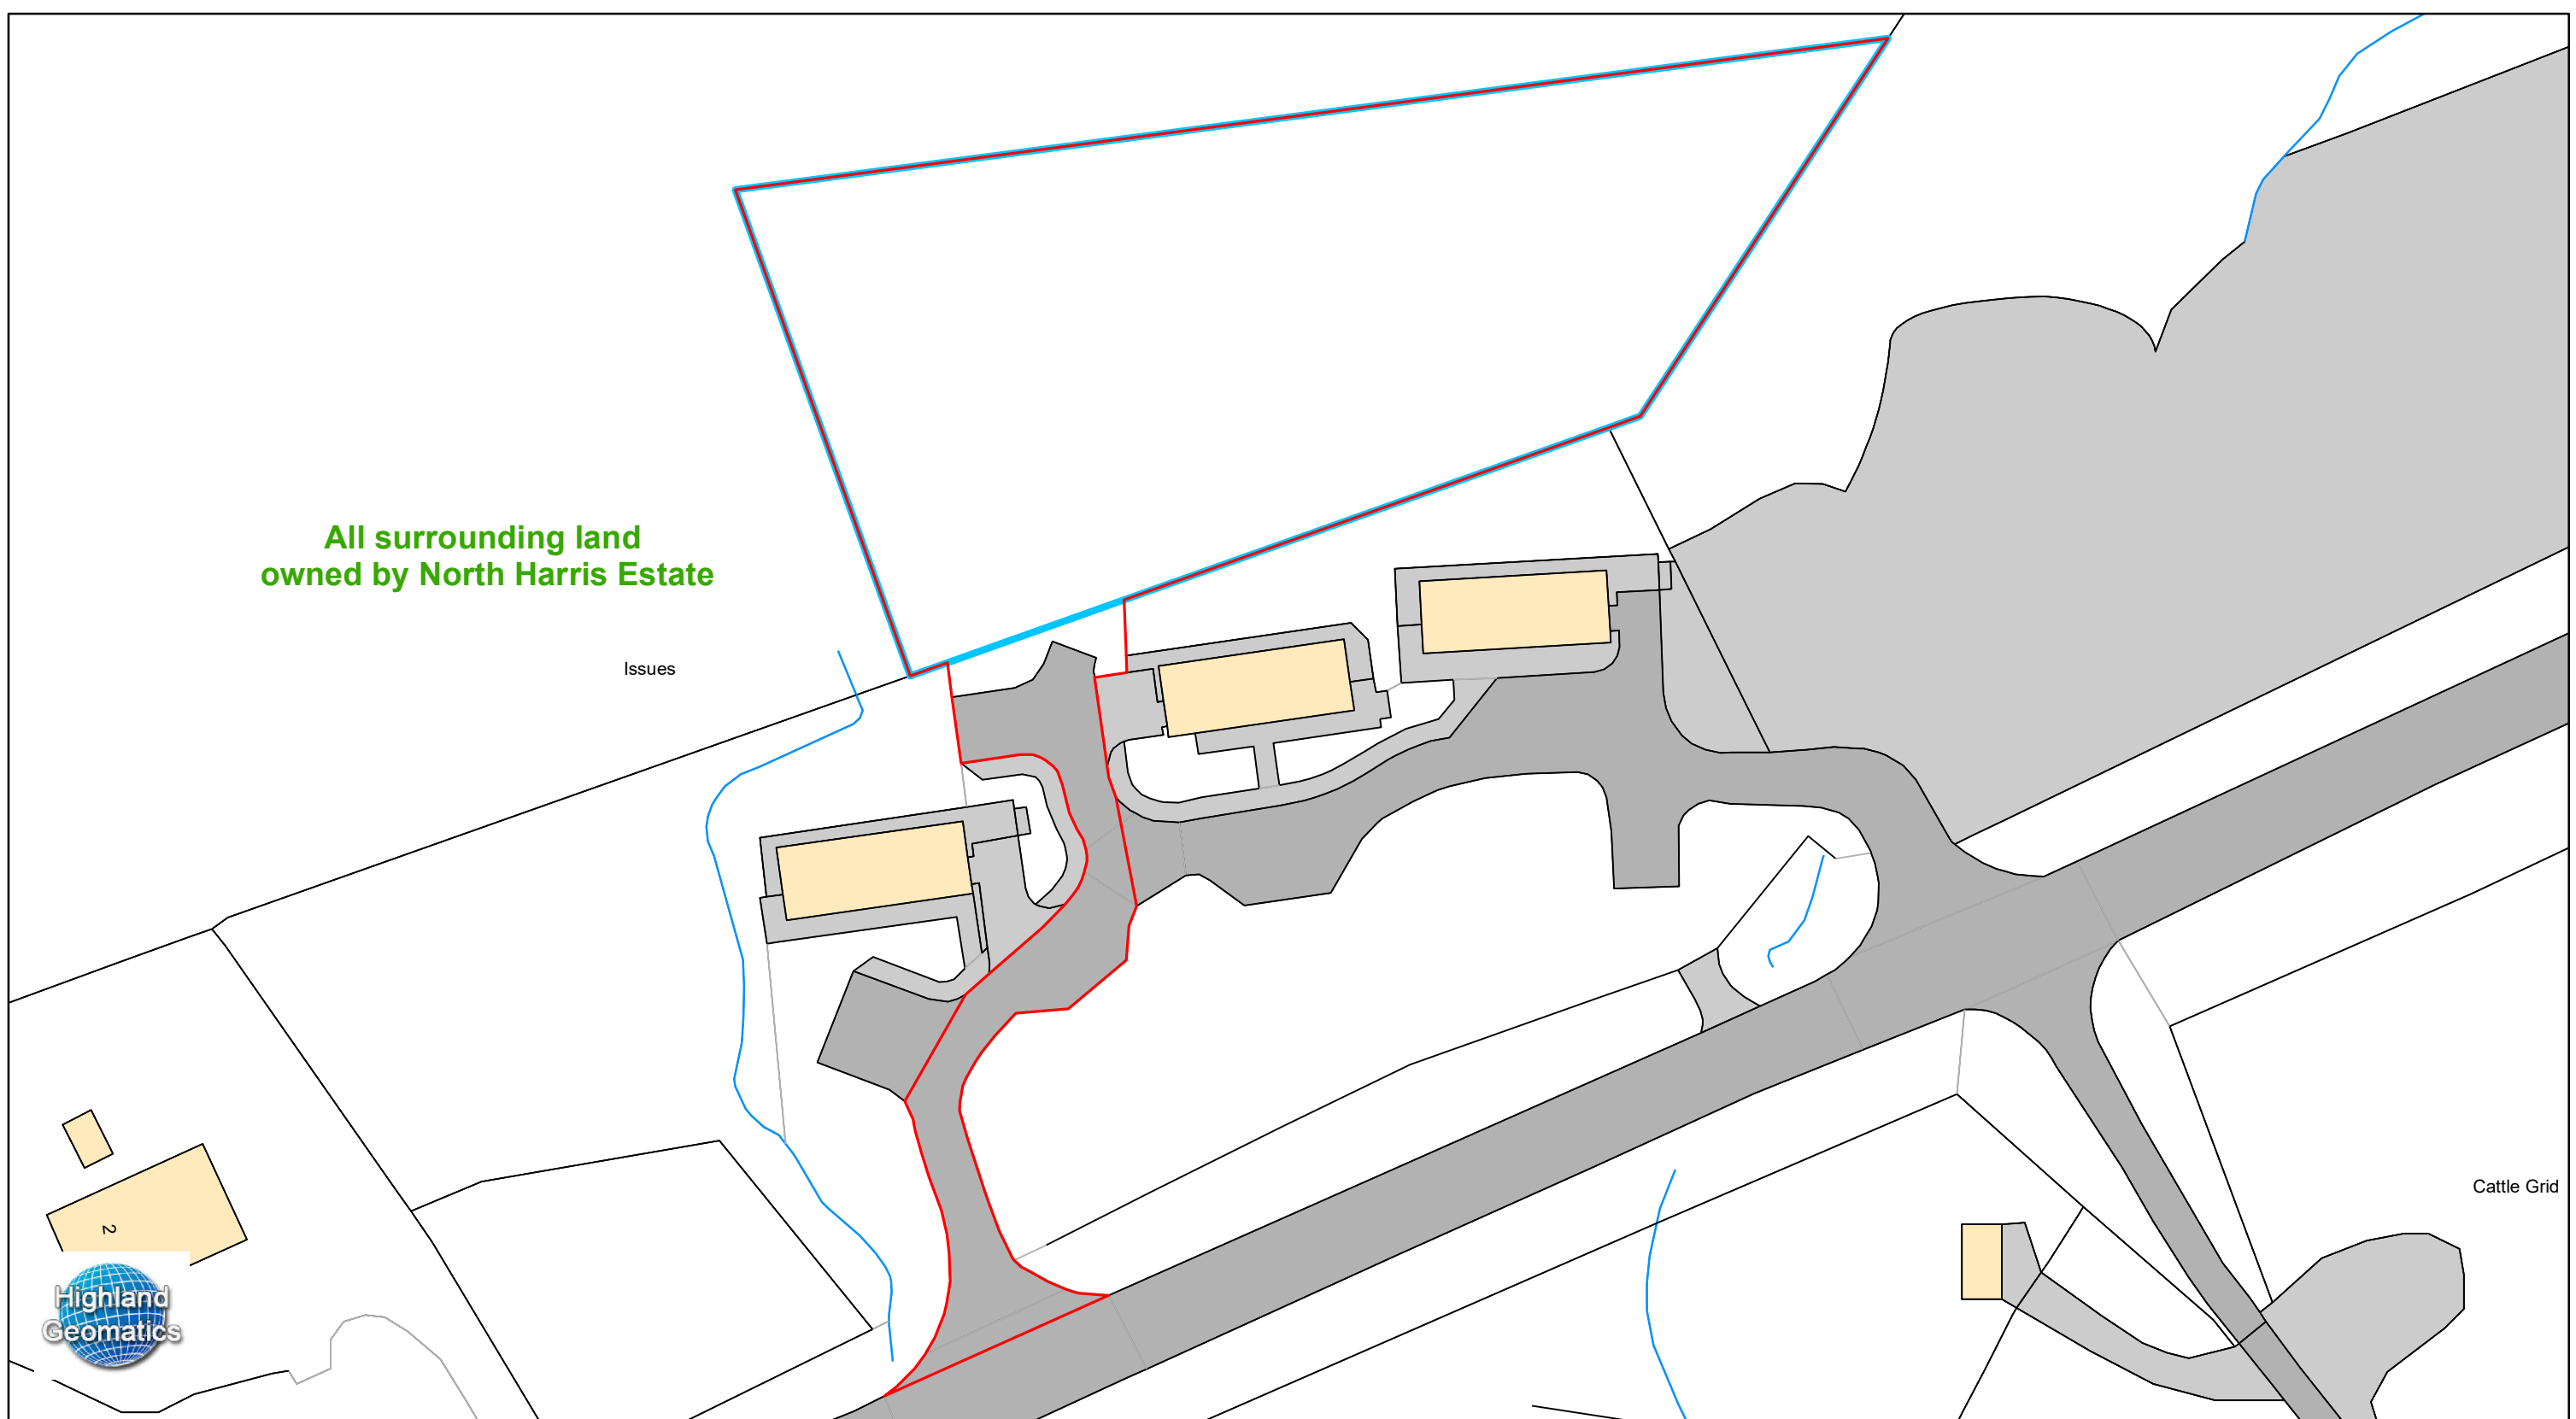 All surrounding land
owned by North Harris Estate
Issues
Cattle Grid
2
Highland
Geomatics